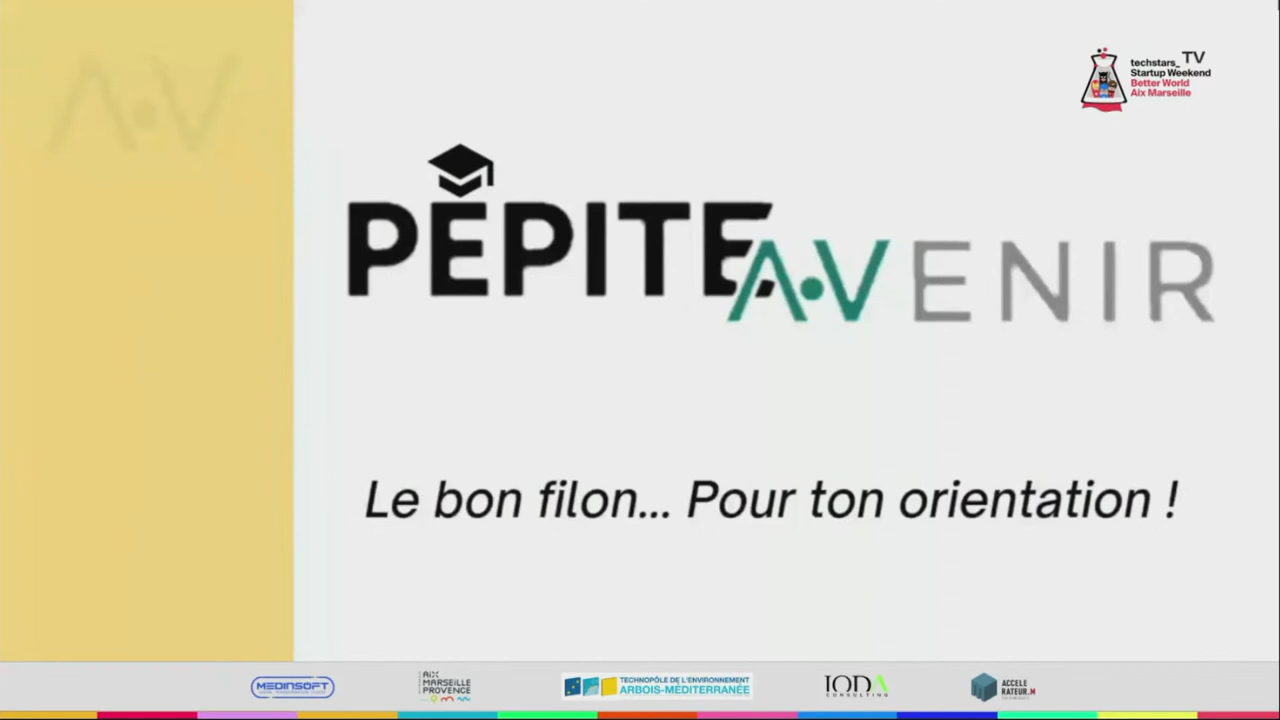 A•V
techstars_ TV
Startup Weekend
Better World
Aix Marseille
PÉPITE
A•VENIR
Le bon filon... Pour ton orientation !
MEDINSOFT
AIX
MARSEILLE
PROVENCE
TECHNOPÔLE DE L'ENVIRONNEMENT
ARBOIS-MÉDITERRANÉE
IODA
CONSULTING
ACCELE
RATEUR.M